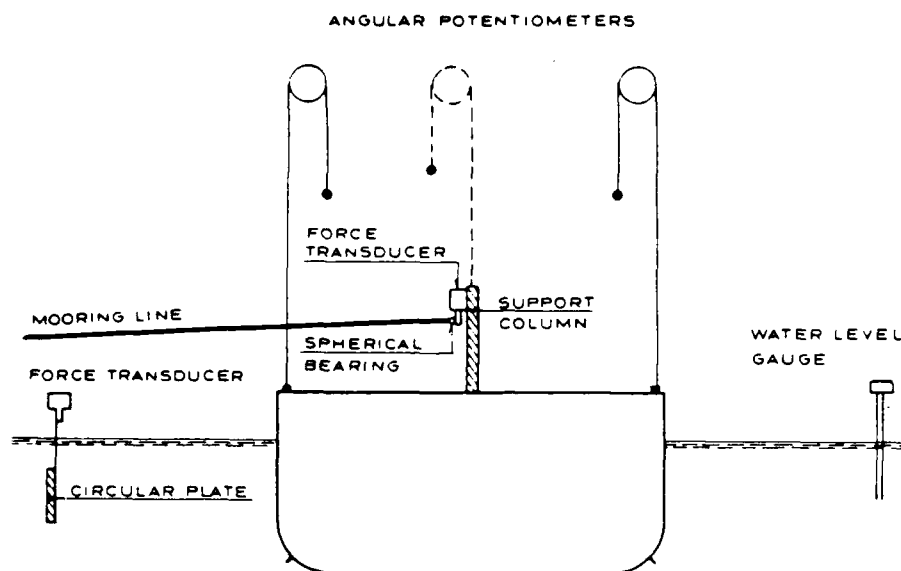 ANGULAR POTENTIOMETERS
FORCE
TRANSDUCER
MOORING LINE
SUPPORT
COLUMN
SPHERICAL
BEARING
WATER LEVEL
GAUGE
FORCE TRANSDUCER
CIRCULAR PLATE